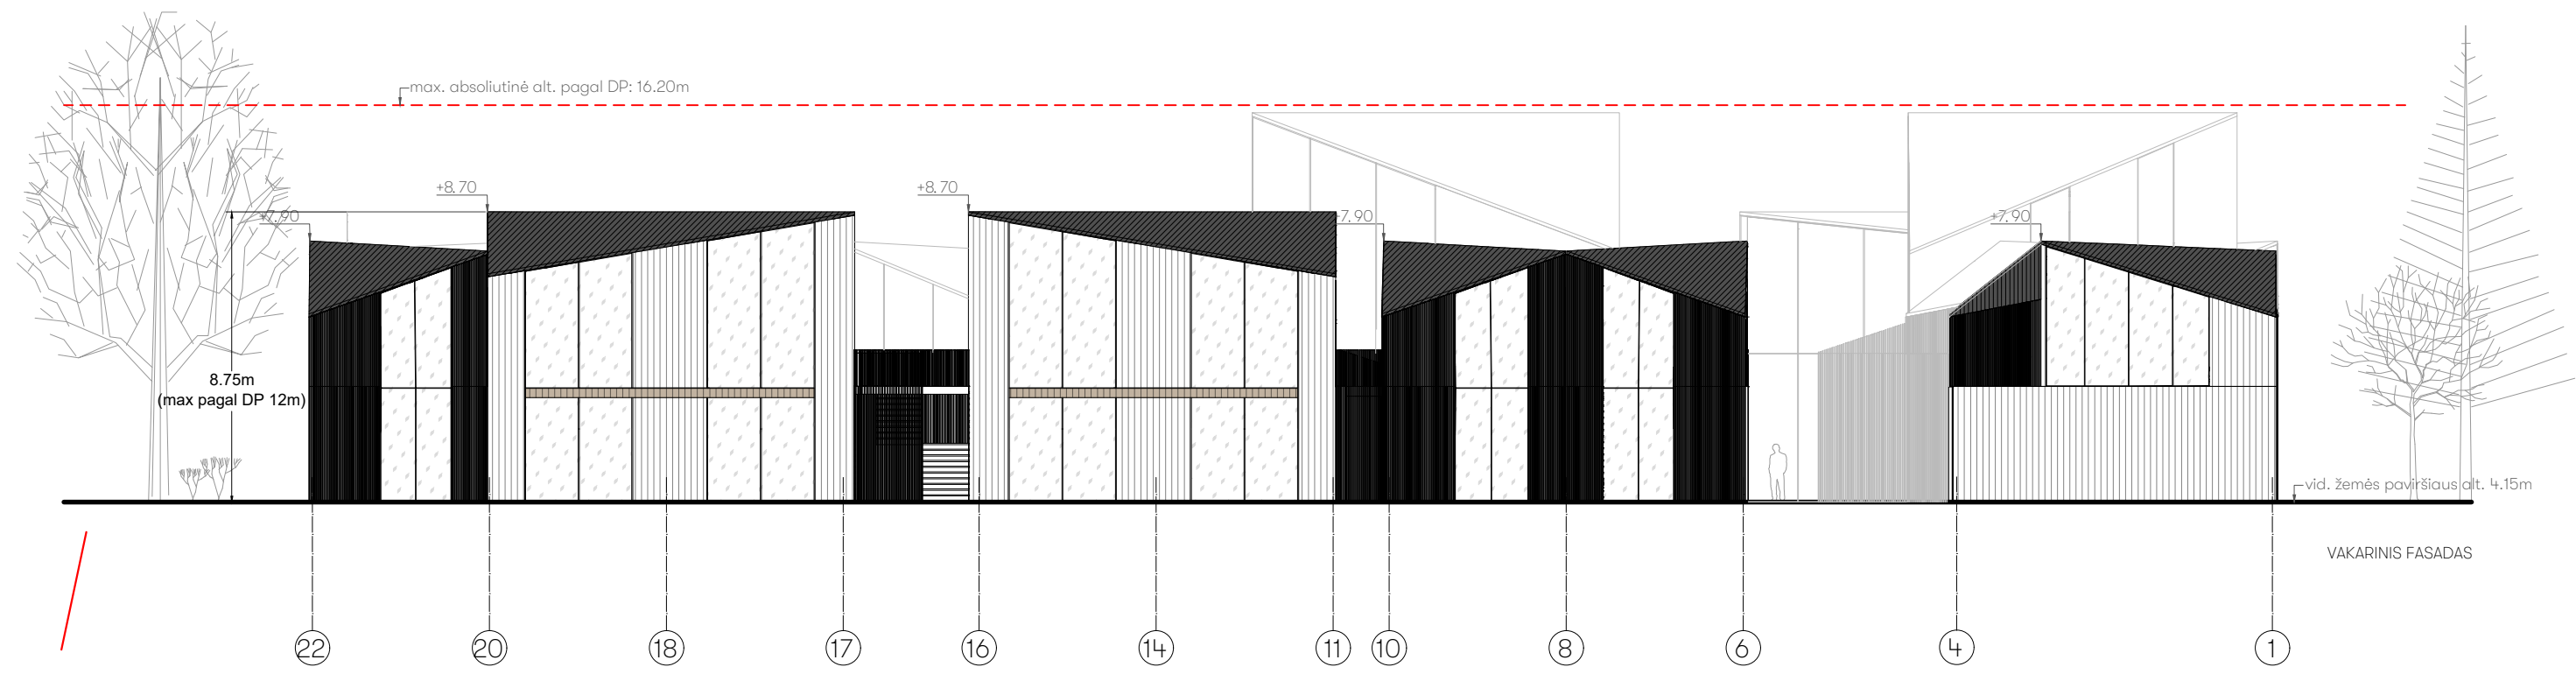 max. absoliutinė alt. pagal DP: 16.20m
+8.70
+8.70
+7.90
+7.90
+7.90
8.75m
(max pagal DP 12m)
vid. žemės paviršiaus alt. 4.15m
VAKARINIS FASADAS
22 20 18 17 16 14 11 10 8 6 4 1